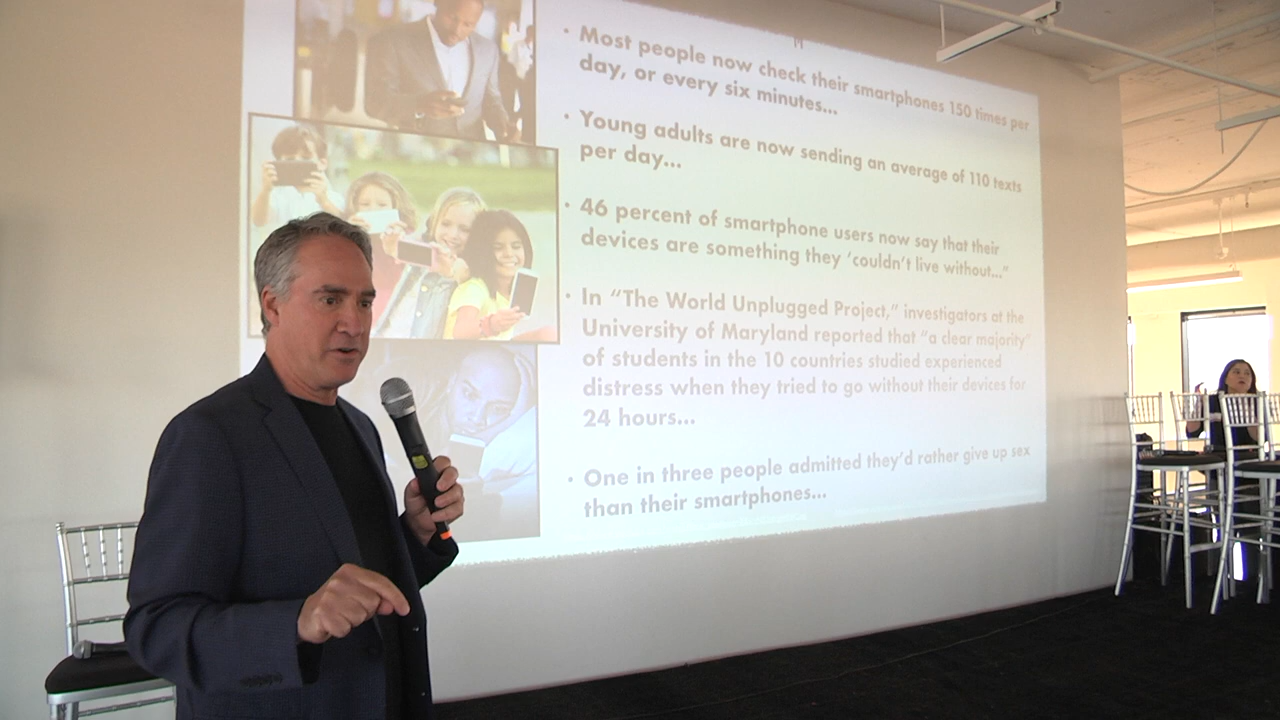 • Most people now check their smartphones 150 times per
day, or every six minutes...
• Young adults are now sending an average of 110 texts
per day...
• 46 percent of smartphone users now say that their
devices are something they 'couldn't live without..."
• In "The World Unplugged Project," investigators at the
University of Maryland reported that "a clear majority"
of students in the 10 countries studied experienced
distress when they tried to go without their devices for
24 hours...
• One in three people admitted they'd rather give up sex
than their smartphones...